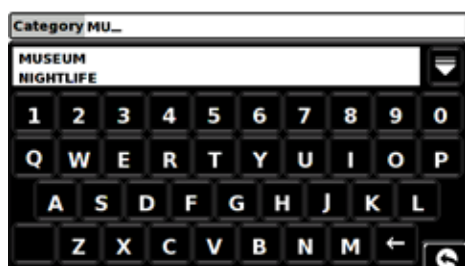 Category MU_
MUSEUM
NIGHTLIFE
1 2 3 4 5 6 7 8 9 0
Q W E R T Y U I O P
A S D F G H J K L
Z X C V B N M ←